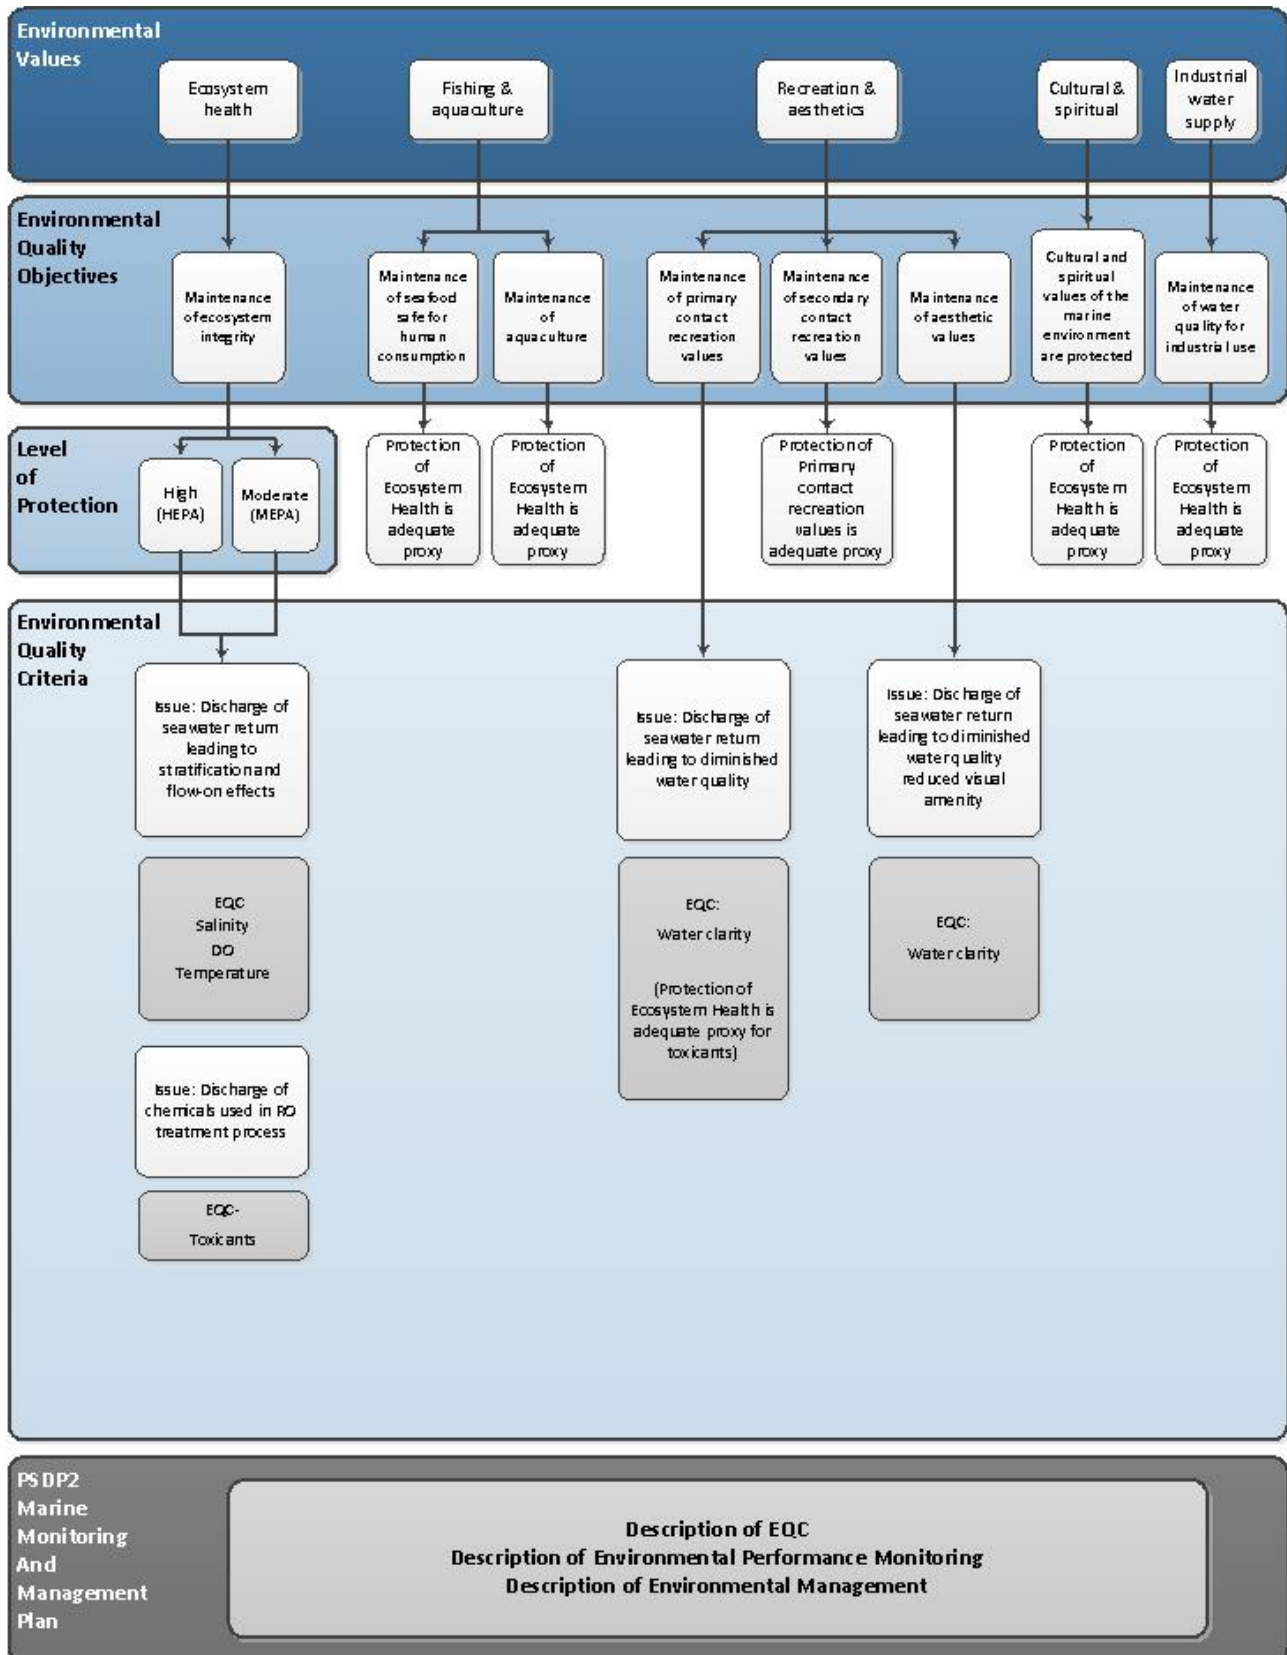 Environmental
Values
Ecosystem
health
Fishing &
aquaculture
Recreation &
aesthetics
Cultural &
spiritual
Industrial
water
supply
Environmental
Quality
Objectives
Maintenance
of ecosystem
integrity
Maintenance
of seafood
safe for
human
consumption
Maintenance
of
aquaculture
Maintenance
of primary
contact
recreation
values
Maintenance
of secondary
contact
recreation
values
Maintenance
of aesthetic
values
Cultural and
spiritual
values of the
marine
environment
are protected
Maintenance
of water
quality for
industrial use
Level
of
Protection
High
(HEPA)
Moderate
(MEPA)
Protection
of
Ecosystem
Health is
adequate
proxy
Protection
of
Ecosystem
Health is
adequate
proxy
Protection of
Primary
contact
recreation
values is
adequate proxy
Protection
of
Ecosystem
Health is
adequate
proxy
Protection
of
Ecosystem
Health is
adequate
proxy
Environmental
Quality
Criteria
Issue: Discharge of
seawater return
leading to
stratification and
flow-on effects
EQC
Salinity
DO
Temperature
Issue: Discharge of
chemicals used in RO
treatment process
EQC-
Toxicants
Issue: Discharge of
seawater return
leading to diminished
water quality
EQC:
Water clarity
(Protection of
Ecosystem Health is
adequate proxy for
toxicants)
Issue: Discharge of
seawater return
leading to diminished
water quality
reduced visual
amenity
EQC:
Water clarity
PSDP2
Marine
Monitoring
And
Management
Plan
Description of EQC
Description of Environmental Performance Monitoring
Description of Environmental Management